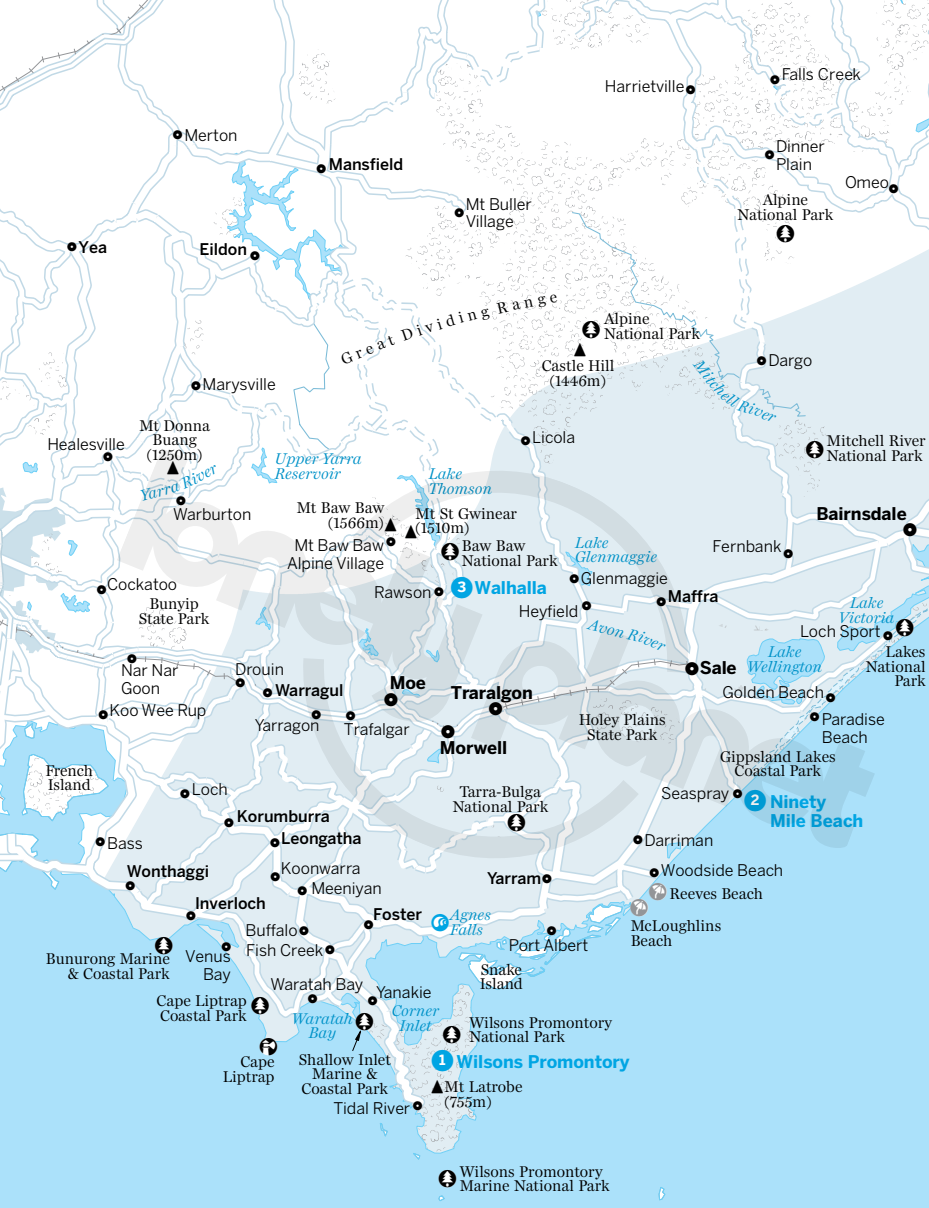 Harrietville
Falls Creek
Merton
Mansfield
Dinner
Plain
Omeo
Mt Buller
Village
Alpine
National Park
Yea
Eildon
Great Dividing Range
Alpine
National Park
Castle Hill
(1446m)
Dargo
Mitchell River
Marysville
Mt Donna
Buang
(1250m)
Healesville
Licola
Mitchell River
National Park
Upper Yarra
Reservoir
Yarra River
Lake
Thomson
Warburton
Mt Baw Baw
(1566m)
Mt St Gwinear
(1510m)
Bairnsdale
Mt Baw Baw
Alpine Village
Baw Baw
National Park
Lake
Glenmaggie
Fernbank
Cockatoo
Rawson
3 Walhalla
Glenmaggie
Maffra
Bunyip
State Park
Heyfield
Avon River
Lake
Victoria
Loch Sport
Lakes
National
Park
Lake
Wellington
Nar Nar
Goon
Drouin
Warragul
Moe
Traralgon
Sale
Golden Beach
Koo Wee Rup
Yarragon
Trafalgar
Morwell
Holey Plains
State Park
Paradise
Beach
Gippsland Lakes
Coastal Park
French
Island
Loch
Tarra-Bulga
National Park
Seaspray
2 Ninety
Mile Beach
Korumburra
Bass
Leongatha
Darriman
Wonthaggi
Koonwarra
Meeniyan
Yarram
Woodside Beach
Reeves Beach
Inverloch
Foster
Agnes
Falls
McLoughlins
Beach
Buffalo
Fish Creek
Port Albert
Bunurong Marine
& Coastal Park
Venus
Bay
Snake
Island
Waratah Bay
Yanakie
Cape Liptrap
Coastal Park
Waratah
Bay
Corner
Inlet
Wilsons Promontory
National Park
Cape
Liptrap
Shallow Inlet
Marine &
Coastal Park
1 Wilsons Promontory
Mt Latrobe
(755m)
Tidal River
Wilsons Promontory
Marine National Park